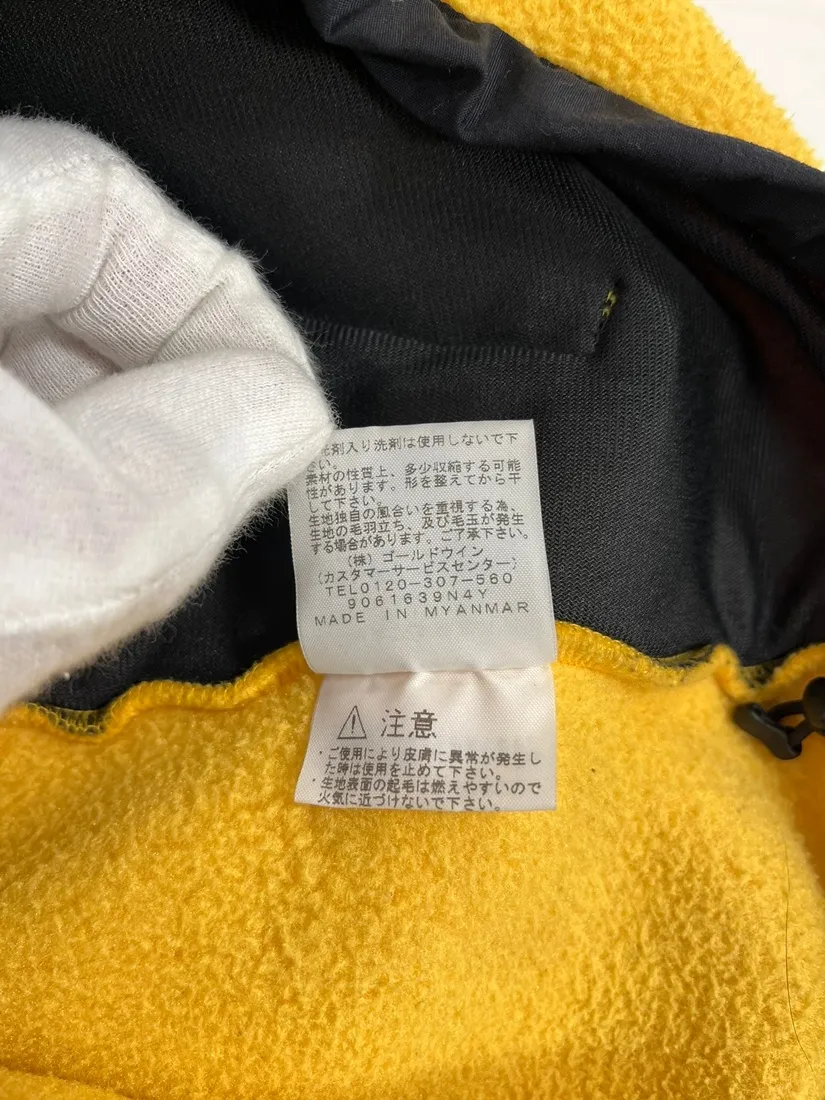 剤入り洗剤は使用しないで下
さい。
素材の性質上、多少収縮する可能
性があります。形を整えてから干
して下さい。
生地独自の風合いを重視する為、
生地の毛羽立ち、及び毛玉が発生
する場合があります。ご了承下さい。
(株) ゴールドウイン
(カスタマーサービスセンター)
TEL0120-307-560
9061639N4Y
MADE IN MYANMAR
⚠ 注意
・ご使用により皮膚に異常が発生し
た時は使用を止めて下さい。
・生地表面の起毛は燃えやすいので
火気に近づけないで下さい。